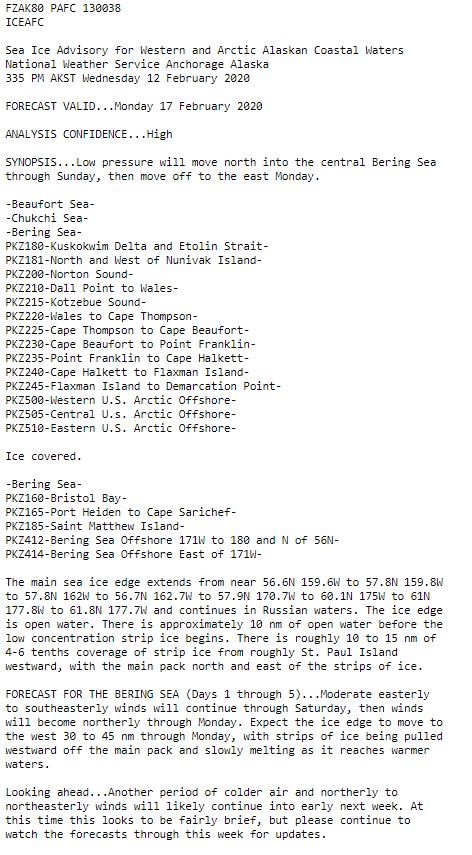 FZAK80 PAFC 130038
ICEAFC
Sea Ice Advisory for Western and Arctic Alaskan Coastal Waters
National Weather Service Anchorage Alaska
335 PM AKST Wednesday 12 February 2020
FORECAST VALID...Monday 17 February 2020
ANALYSIS CONFIDENCE...High
SYNOPSIS...Low pressure will move north into the central Bering Sea
through Sunday, then move off to the east Monday.
-Beaufort Sea-
-Chukchi Sea-
-Bering Sea-
PKZ180-Kuskokwim Delta and Etolin Strait-
PKZ181-North and West of Nunivak Island-
PKZ200-Norton Sound-
PKZ210-Dall Point to Wales-
PKZ215-Kotzebue Sound-
PKZ220-Wales to Cape Thompson-
PKZ225-Cape Thompson to Cape Beaufort-
PKZ230-Cape Beaufort to Point Franklin-
PKZ235-Point Franklin to Cape Halkett-
PKZ240-Cape Halkett to Flaxman Island-
PKZ245-Flaxman Island to Demarcation Point-
PKZ500-Western U.S. Arctic Offshore-
PKZ505-Central U.s. Arctic Offshore-
PKZ510-Eastern U.s. Arctic Offshore-
Ice covered.
-Bering Sea-
PKZ160-Bristol Bay-
PKZ165-Port Heiden to Cape Sarichef-
PKZ185-Saint Matthew Island-
PKZ412-Bering Sea Offshore 171W to 180 and N of 56N-
PKZ414-Bering Sea Offshore East of 171W-
The main sea ice edge extends from near 56.6N 159.6W to 57.8N 159.8W
to 57.8N 162W to 56.7N 162.7W to 57.9N 170.7W to 60.1N 175W to 61N
177.8W to 61.8N 177.7W and continues in Russian waters. The ice edge
is open water. There is approximately 10 nm of open water before the
low concentration strip ice begins. There is roughly 10 to 15 nm of
4-6 tenths coverage of strip ice from roughly St. Paul Island
westward, with the main pack north and east of the strips of ice.
FORECAST FOR THE BERING SEA (Days 1 through 5)...Moderate easterly
to southeasterly winds will continue through Saturday, then winds
will become northerly through Monday. Expect the ice edge to move to
the west 30 to 45 nm through Monday, with strips of ice being pulled
westward off the main pack and slowly melting as it reaches warmer
waters.
Looking ahead...Another period of colder air and northerly to
northeasterly winds will likely continue into early next week. At
this time this looks to be fairly brief, but please continue to
watch the forecasts through this week for updates.